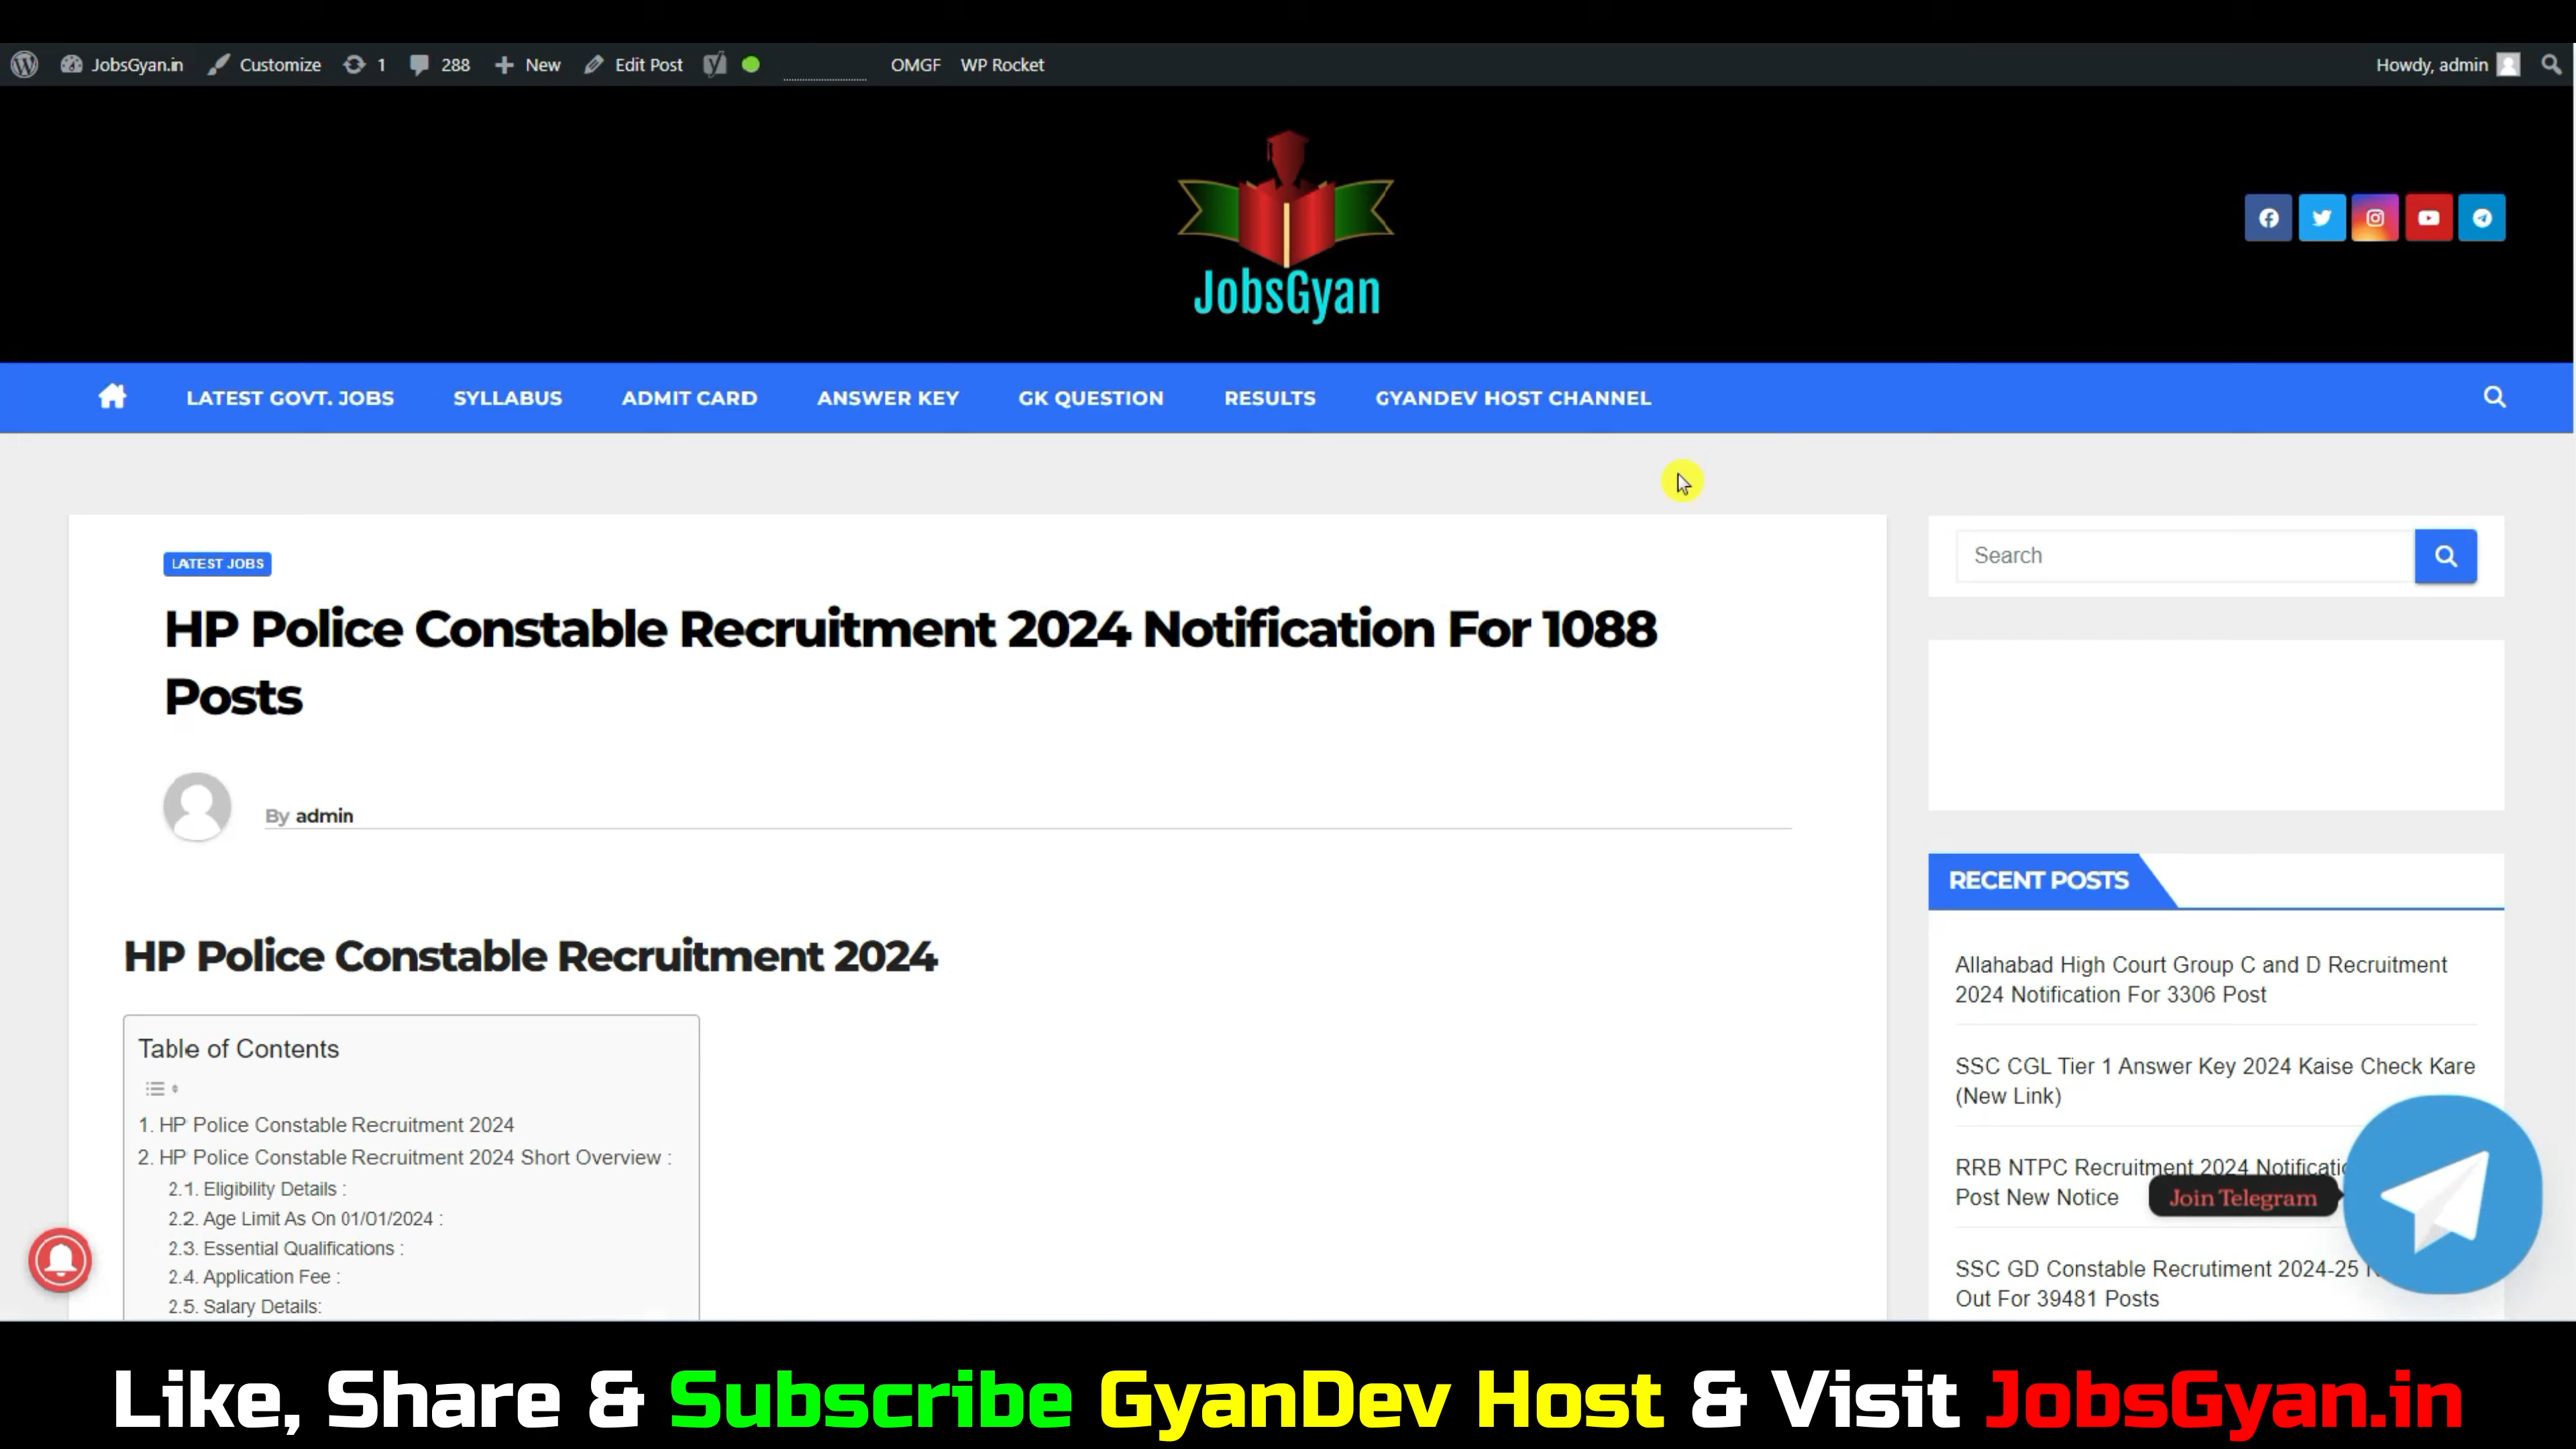 JobsGyan.in Customize 1 288 + New Edit Post OMGF WP Rocket Howdy, admin
JobsGyan
LATEST GOVT. JOBS SYLLABUS ADMIT CARD ANSWER KEY GK QUESTION RESULTS GYANDEV HOST CHANNEL
LATEST JOBS
HP Police Constable Recruitment 2024 Notification For 1088
Posts
By admin
HP Police Constable Recruitment 2024
Table of Contents
1. HP Police Constable Recruitment 2024
2. HP Police Constable Recruitment 2024 Short Overview :
2.1. Eligibility Details :
2.2. Age Limit As On 01/01/2024 :
2.3. Essential Qualifications :
2.4. Application Fee :
2.5. Salary Details:
Search
RECENT POSTS
Allahabad High Court Group C and D Recruitment
2024 Notification For 3306 Post
SSC CGL Tier 1 Answer Key 2024 Kaise Check Kare
(New Link)
RRB NTPC Recruitment 2024
Post New Notice
Join Telegram
SSC GD Constable Recrutiment 2024-25
Out For 39481 Posts
Like, Share & Subscribe GyanDev Host & Visit JobsGyan.in